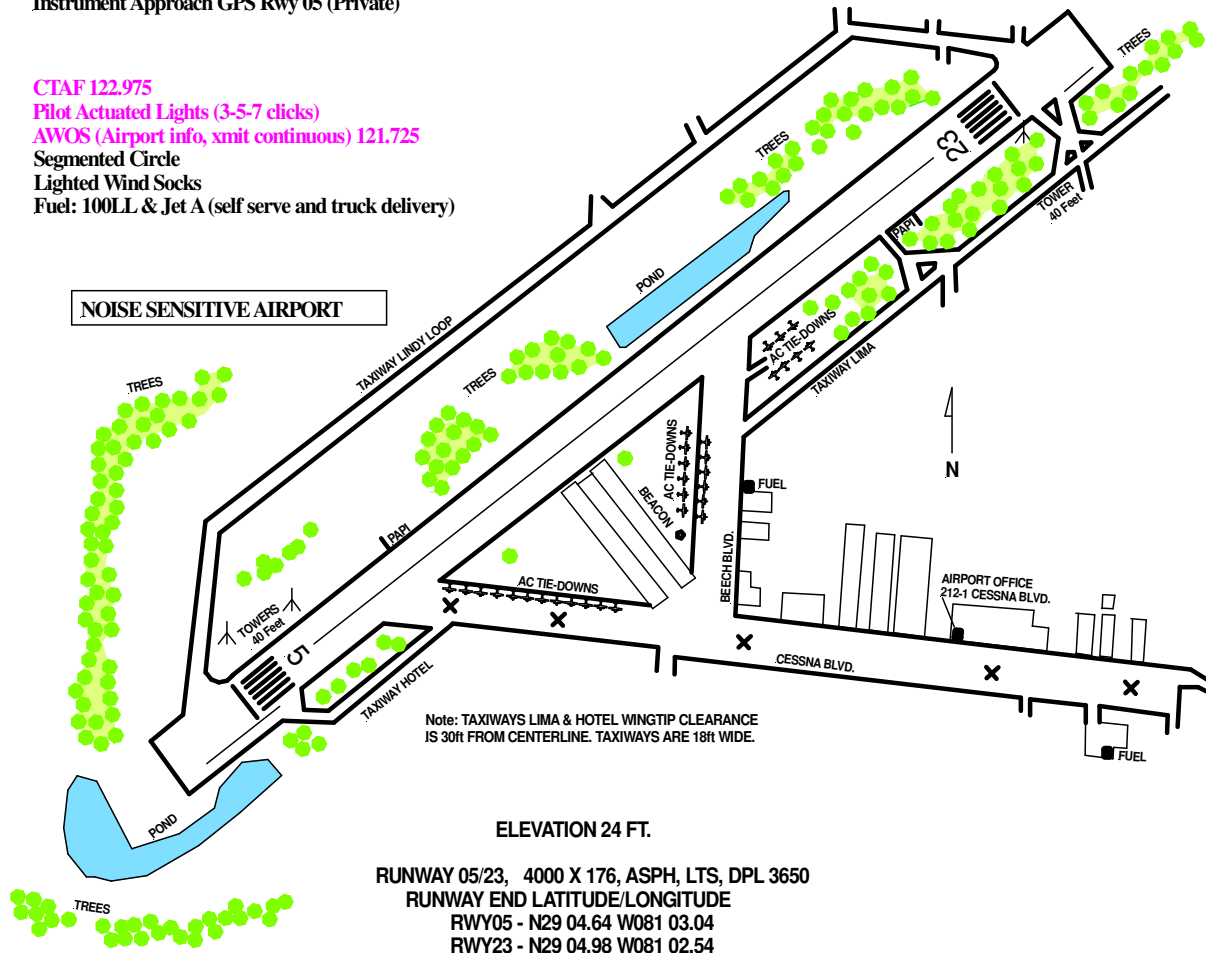 Instrument Approach GPS Rwy 05 (Private)
CTAF 122.975
Pilot Actuated Lights (3-5-7 clicks)
AWOS (Airport info, xmit continuous) 121.725
Segmented Circle
Lighted Wind Socks
Fuel: 100LL & Jet A (self serve and truck delivery)
NOISE SENSITIVE AIRPORT
TREES
TREES
23
TOWER
40 Feet
PAPI
POND
AC TIE-DOWNS
TAXIWAY LIMA
TAXIWAY LINDY LOOP
TREES
TREES
N
AC TIE-DOWNS
BEACON
FUEL
PAPI
BEECH BLVD.
AC TIE-DOWNS
AIRPORT OFFICE
212-1 CESSNA BLVD.
TOWERS
40 Feet
5
CESSNA BLVD.
TAXIWAY HOTEL
Note: TAXIWAYS LIMA & HOTEL WINGTIP CLEARANCE
IS 30ft FROM CENTERLINE. TAXIWAYS ARE 18ft WIDE.
FUEL
POND
TREES
ELEVATION 24 FT.
RUNWAY 05/23, 4000 X 176, ASPH, LTS, DPL 3650
RUNWAY END LATITUDE/LONGITUDE
RWY05 - N29 04.64 W081 03.04
RWY23 - N29 04.98 W081 02.54